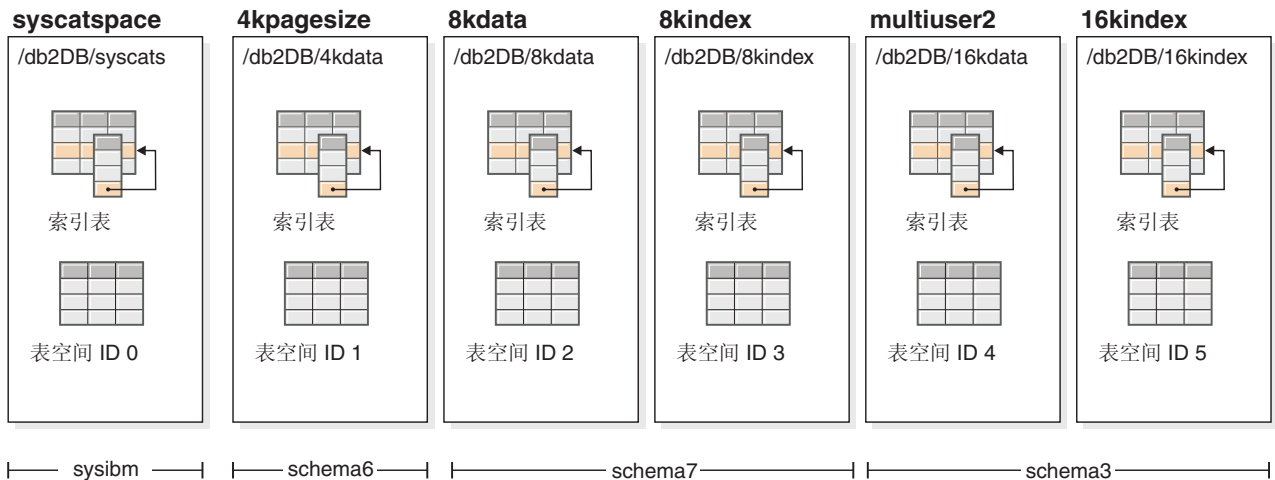 syscatspace
4kpagesize
8kdata
8kindex
multiuser2
16kindex
/db2DB/syscats
/db2DB/4kdata
/db2DB/8kdata
/db2DB/8kindex
/db2DB/16kdata
/db2DB/16kindex
索引表
索引表
索引表
索引表
索引表
索引表
表空间 ID 0
表空间 ID 1
表空间 ID 2
表空间 ID 3
表空间 ID 4
表空间 ID 5
sysibm
schema6
schema7
schema3